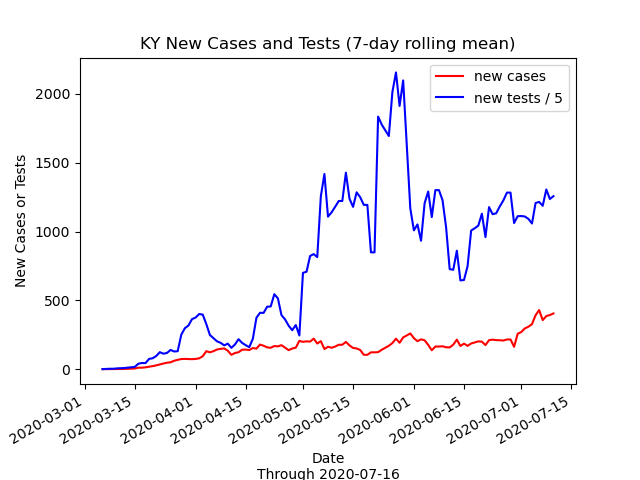 KY New Cases and Tests (7-day rolling mean)
new cases
new tests / 5
New Cases or Tests
2000
1500
1000
500
0
2020-03-01
2020-03-15
2020-04-01
2020-04-15
2020-05-01
2020-05-15
2020-06-01
2020-06-15
2020-07-01
2020-07-15
Date
Through 2020-07-16